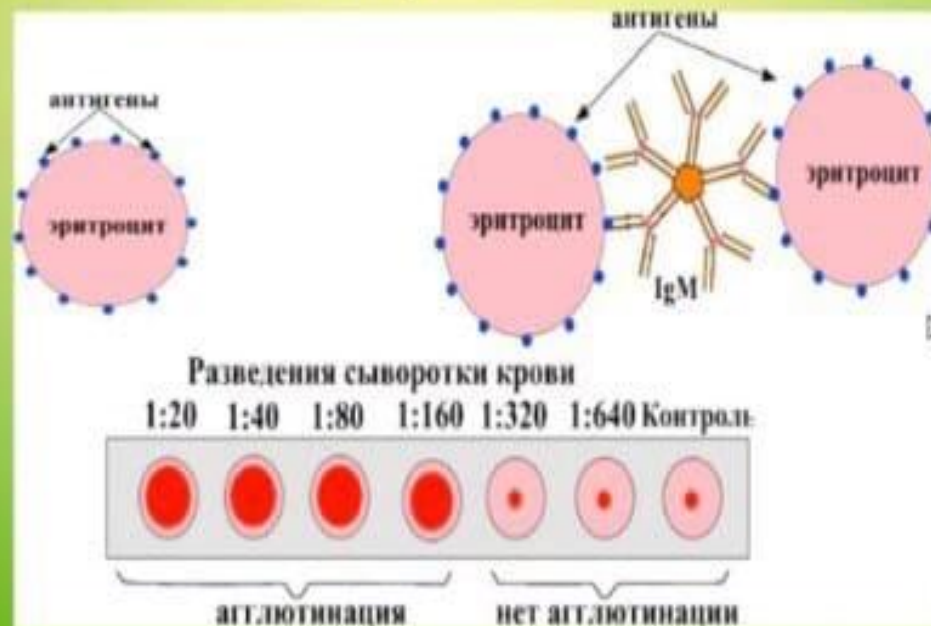 антигены
антигены
эритроцит
эритроцит
эритроцит
IgM
Разведения сыворотки крови
1:20 1:40 1:80 1:160 1:320 1:640 Контроль
агглютинация нет агглютинации